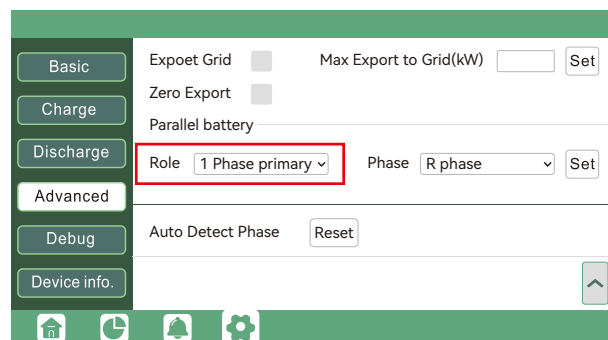 Basic
Charge
Discharge
Advanced
Debug
Device info.
Expoet Grid Max Export to Grid(kW) Set
Zero Export
Parallel battery
Role 1 Phase primary Phase R phase Set
Auto Detect Phase Reset